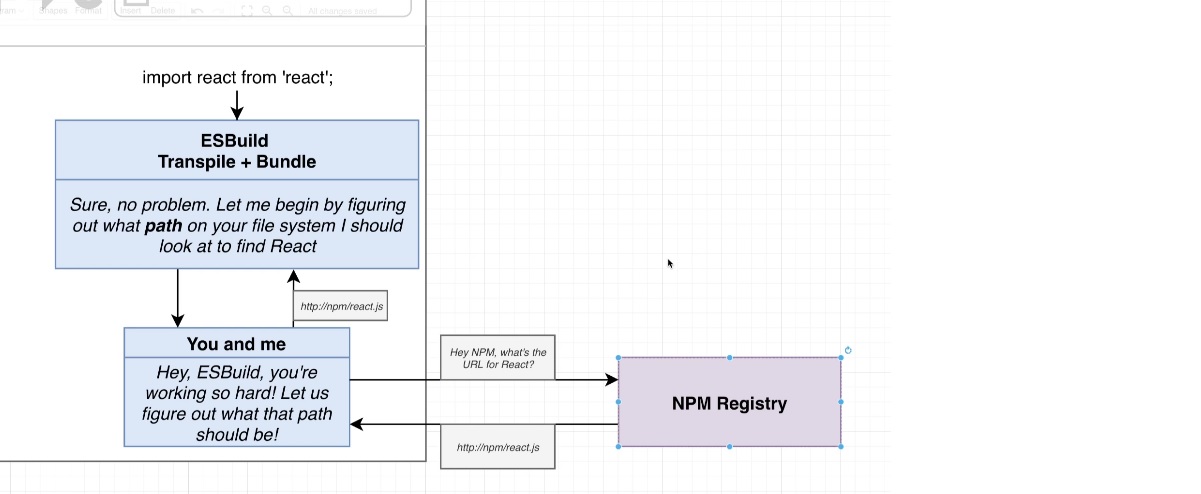 Shapes Format Insert Delete All changes saved
import react from 'react';
ESBuild
Transpile + Bundle
Sure, no problem. Let me begin by figuring
out what path on your file system I should
look at to find React
http://npm/react.js
You and me
Hey, ESBuild, you're
working so hard! Let us
figure out what that path
should be!
Hey NPM, what's the
URL for React?
http://npm/react.js
NPM Registry